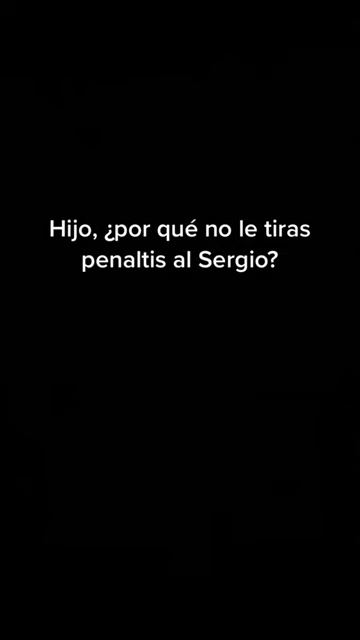 Hijo, ¿por qué no le tiras
penaltis al Sergio?